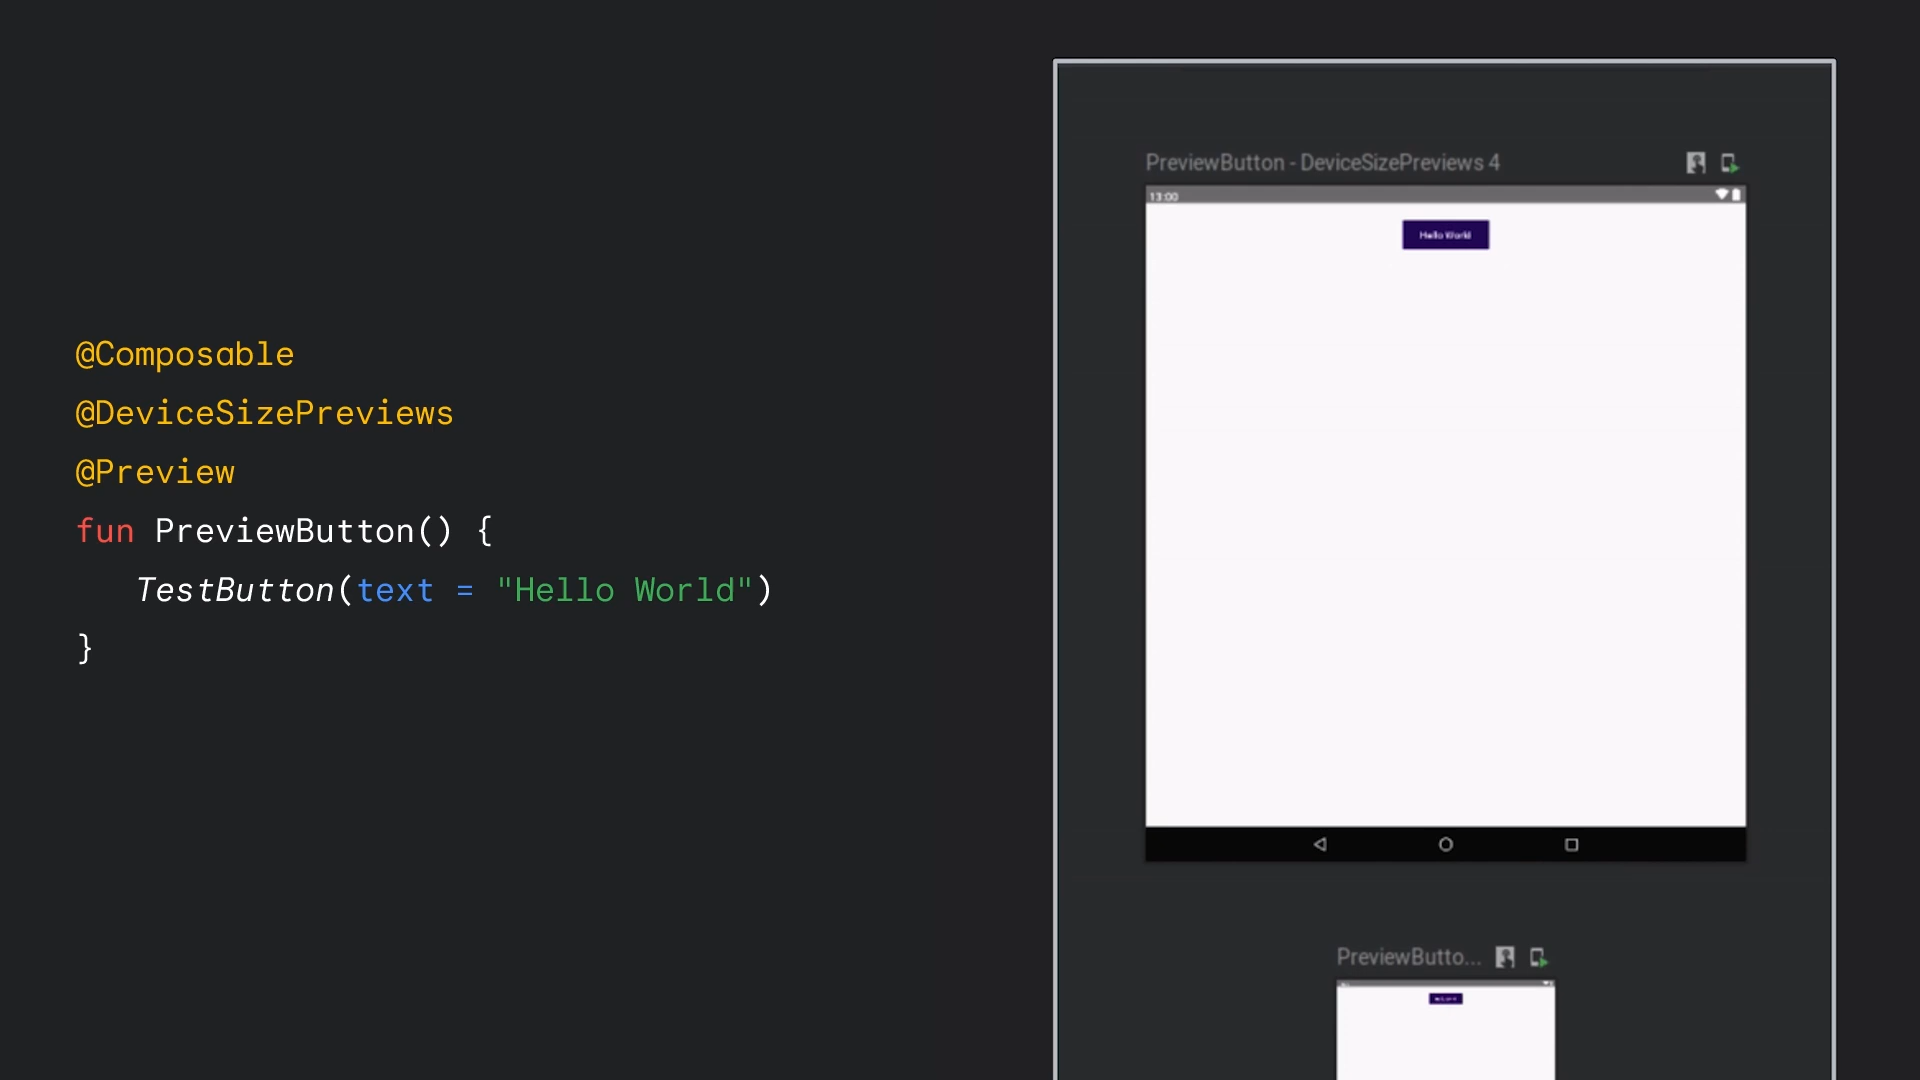 @Composable
@DeviceSizePreviews
@Preview
fun PreviewButton() {
TestButton(text = "Hello World")
}
PreviewButton - DeviceSizePreviews 4
13:00
Hello World
PreviewButto...